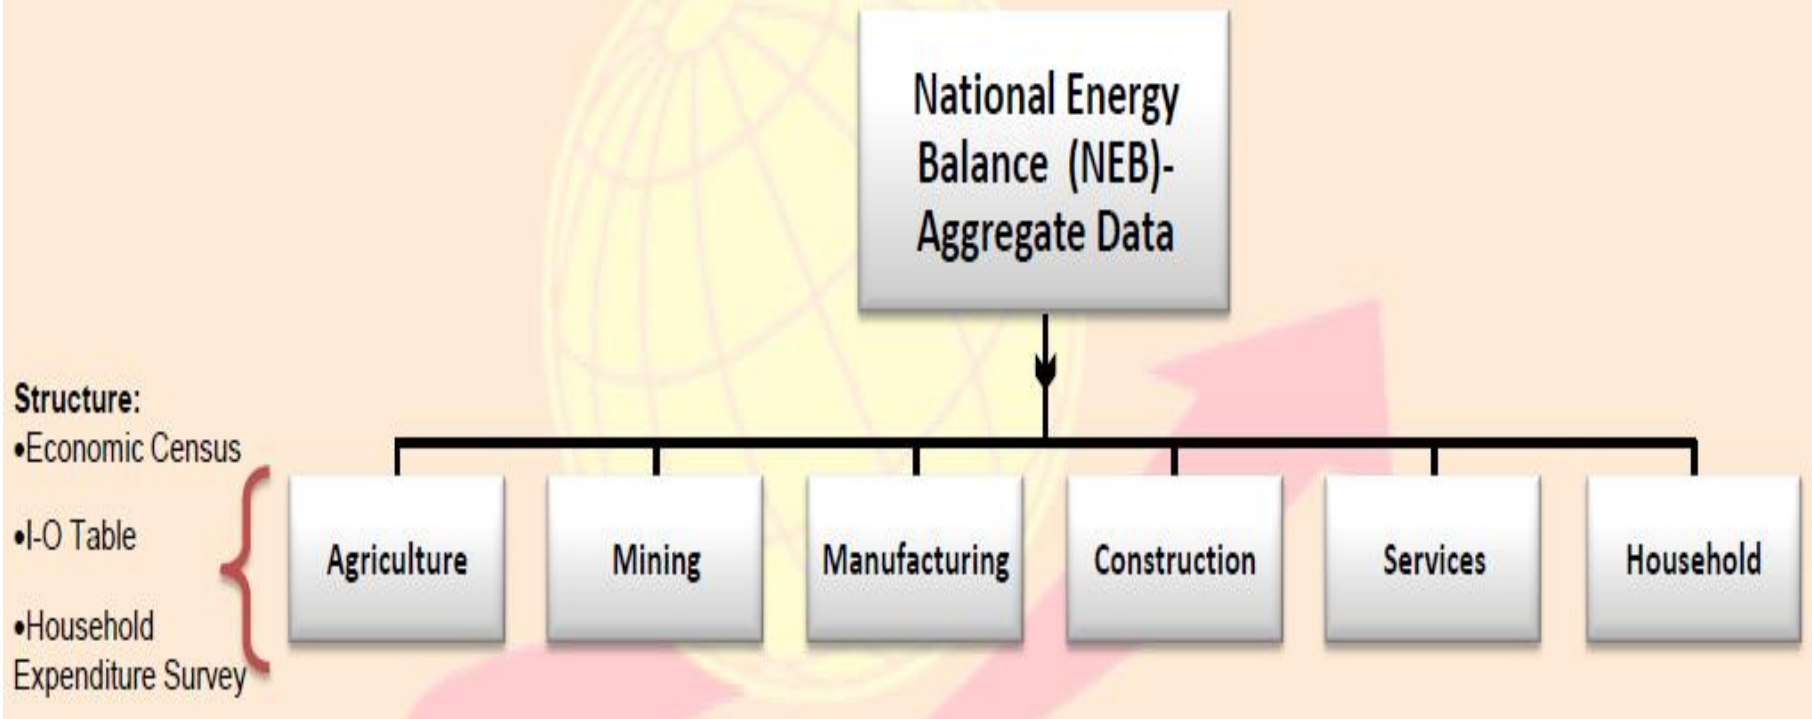 National Energy
Balance (NEB)-
Aggregate Data
Structure:
•Economic Census
•I-O Table
•Household
Expenditure Survey
Agriculture
Mining
Manufacturing
Construction
Services
Household